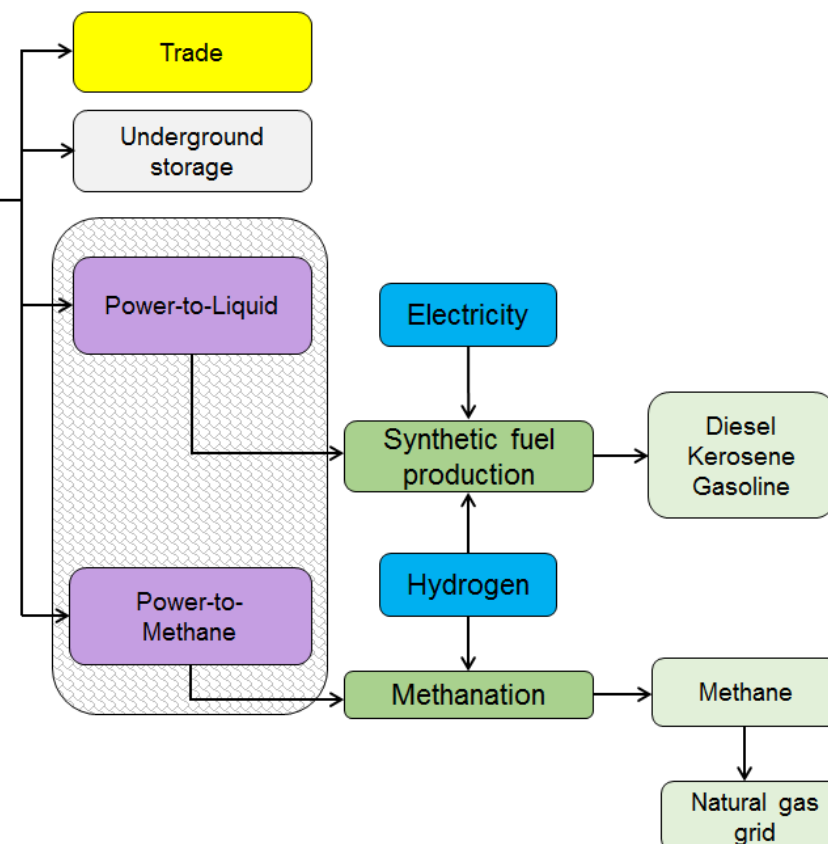 Trade
Underground
storage
Power-to-Liquid
Electricity
Synthetic fuel
production
Diesel
Kerosene
Gasoline
Hydrogen
Power-to-
Methane
Methanation
Methane
Natural gas
grid